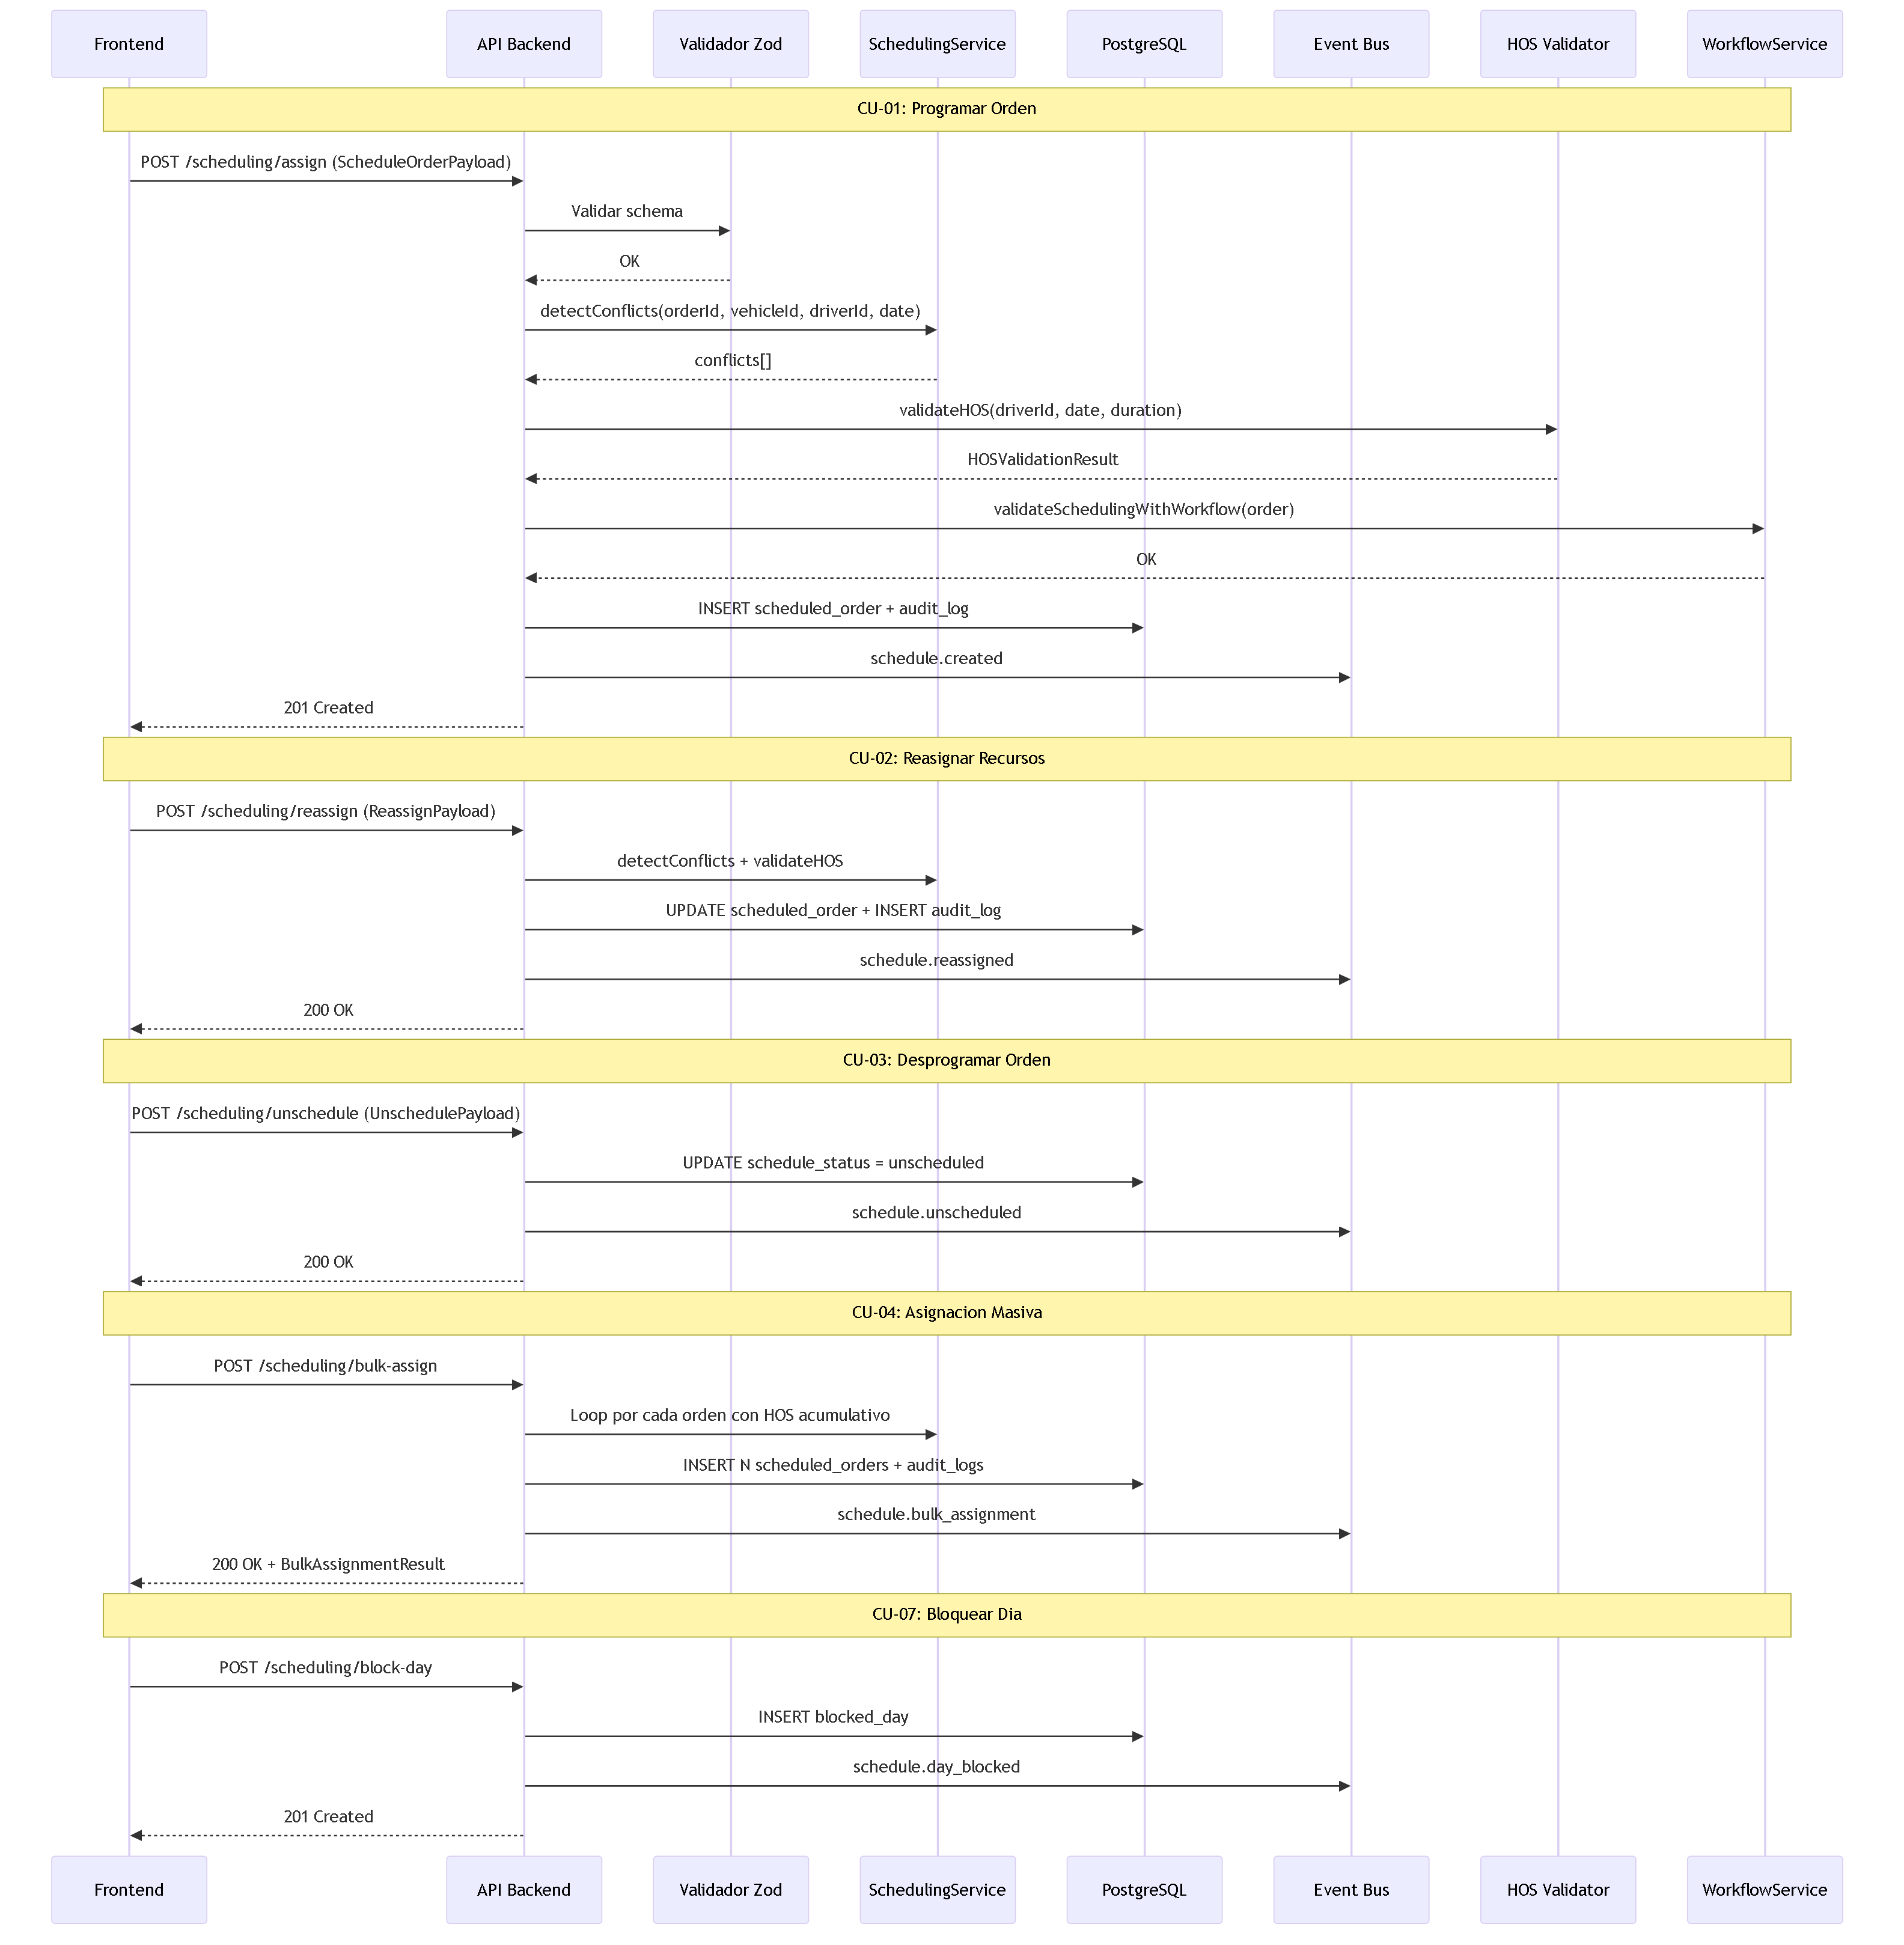 Frontend
API Backend
Validador Zod
SchedulingService
PostgreSQL
Event Bus
HOS Validator
WorkflowService
CU-01: Programar Orden
POST /scheduling/assign (ScheduleOrderPayload)
Validar schema
OK
detectConflicts(orderId, vehicleId, driverId, date)
conflicts[]
validateHOS(driverId, date, duration)
HOSValidationResult
validateSchedulingWithWorkflow(order)
OK
INSERT scheduled_order + audit_log
schedule.created
201 Created
CU-02: Reasignar Recursos
POST /scheduling/reassign (ReassignPayload)
detectConflicts + validateHOS
UPDATE scheduled_order + INSERT audit_log
schedule.reassigned
200 OK
CU-03: Desprogramar Orden
POST /scheduling/unschedule (UnschedulePayload)
UPDATE schedule_status = unscheduled
schedule.unscheduled
200 OK
CU-04: Asignacion Masiva
POST /scheduling/bulk-assign
Loop por cada orden con HOS acumulativo
INSERT N scheduled_orders + audit_logs
schedule.bulk_assignment
200 OK + BulkAssignmentResult
CU-07: Bloquear Dia
POST /scheduling/block-day
INSERT blocked_day
schedule.day_blocked
201 Created
Frontend
API Backend
Validador Zod
SchedulingService
PostgreSQL
Event Bus
HOS Validator
WorkflowService